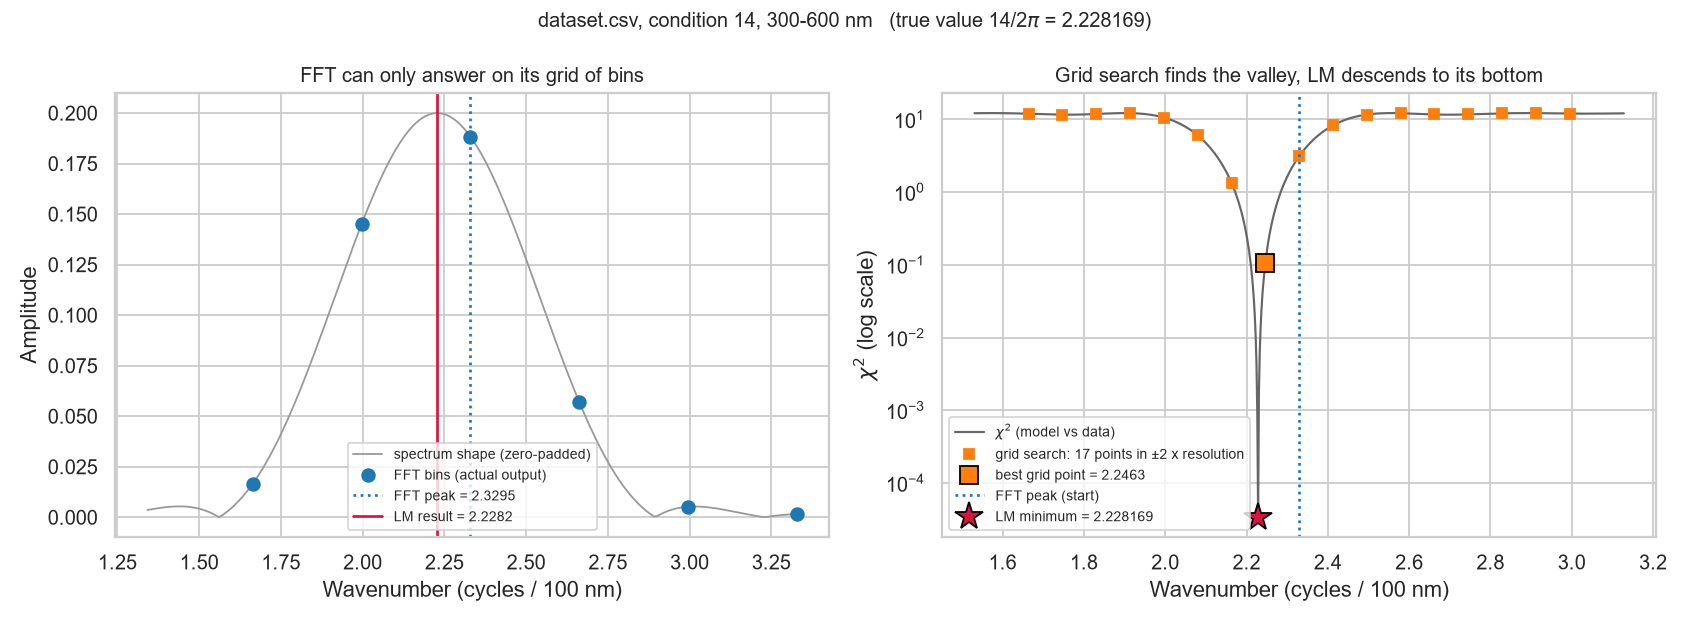 dataset.csv, condition 14, 300-600 nm   (true value 14/2π = 2.228169)
FFT can only answer on its grid of bins
Amplitude
0.200
0.175
0.150
0.125
0.100
0.075
0.050
0.025
0.000
spectrum shape (zero-padded)
FFT bins (actual output)
FFT peak = 2.3295
LM result = 2.2282
1.25 1.50 1.75 2.00 2.25 2.50 2.75 3.00 3.25
Wavenumber (cycles / 100 nm)
Grid search finds the valley, LM descends to its bottom
χ² (log scale)
10¹
10⁰
10⁻¹
10⁻²
10⁻³
10⁻⁴
χ² (model vs data)
grid search: 17 points in ±2 x resolution
best grid point = 2.2463
FFT peak (start)
LM minimum = 2.228169
1.6 1.8 2.0 2.2 2.4 2.6 2.8 3.0 3.2
Wavenumber (cycles / 100 nm)